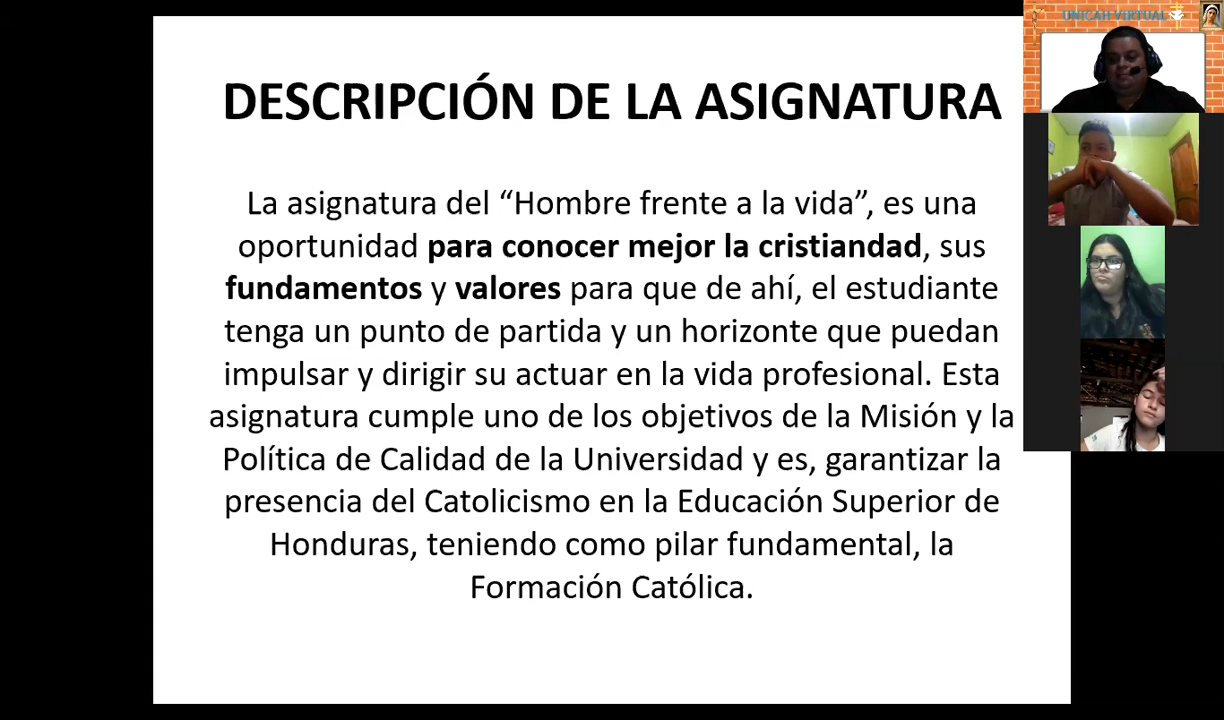 UNICAH VIRTUAL
DESCRIPCIÓN DE LA ASIGNATURA
La asignatura del “Hombre frente a la vida”, es una
oportunidad para conocer mejor la cristiandad, sus
fundamentos y valores para que de ahí, el estudiante
tenga un punto de partida y un horizonte que puedan
impulsar y dirigir su actuar en la vida profesional. Esta
asignatura cumple uno de los objetivos de la Misión y la
Política de Calidad de la Universidad y es, garantizar la
presencia del Catolicismo en la Educación Superior de
Honduras, teniendo como pilar fundamental, la
Formación Católica.